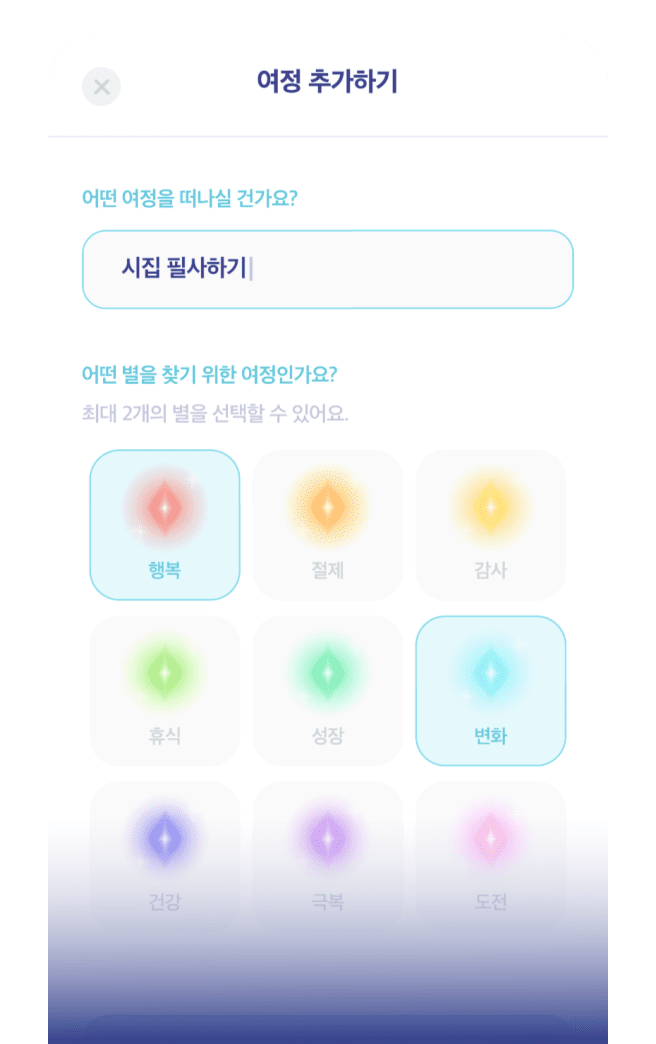 여정 추가하기
어떤 여정을 떠나실 건가요?
시집 필사하기
어떤 별을 찾기 위한 여정인가요?
최대 2개의 별을 선택할 수 있어요.
행복 절제 감사
휴식 성장 변화
건강 극복 도전